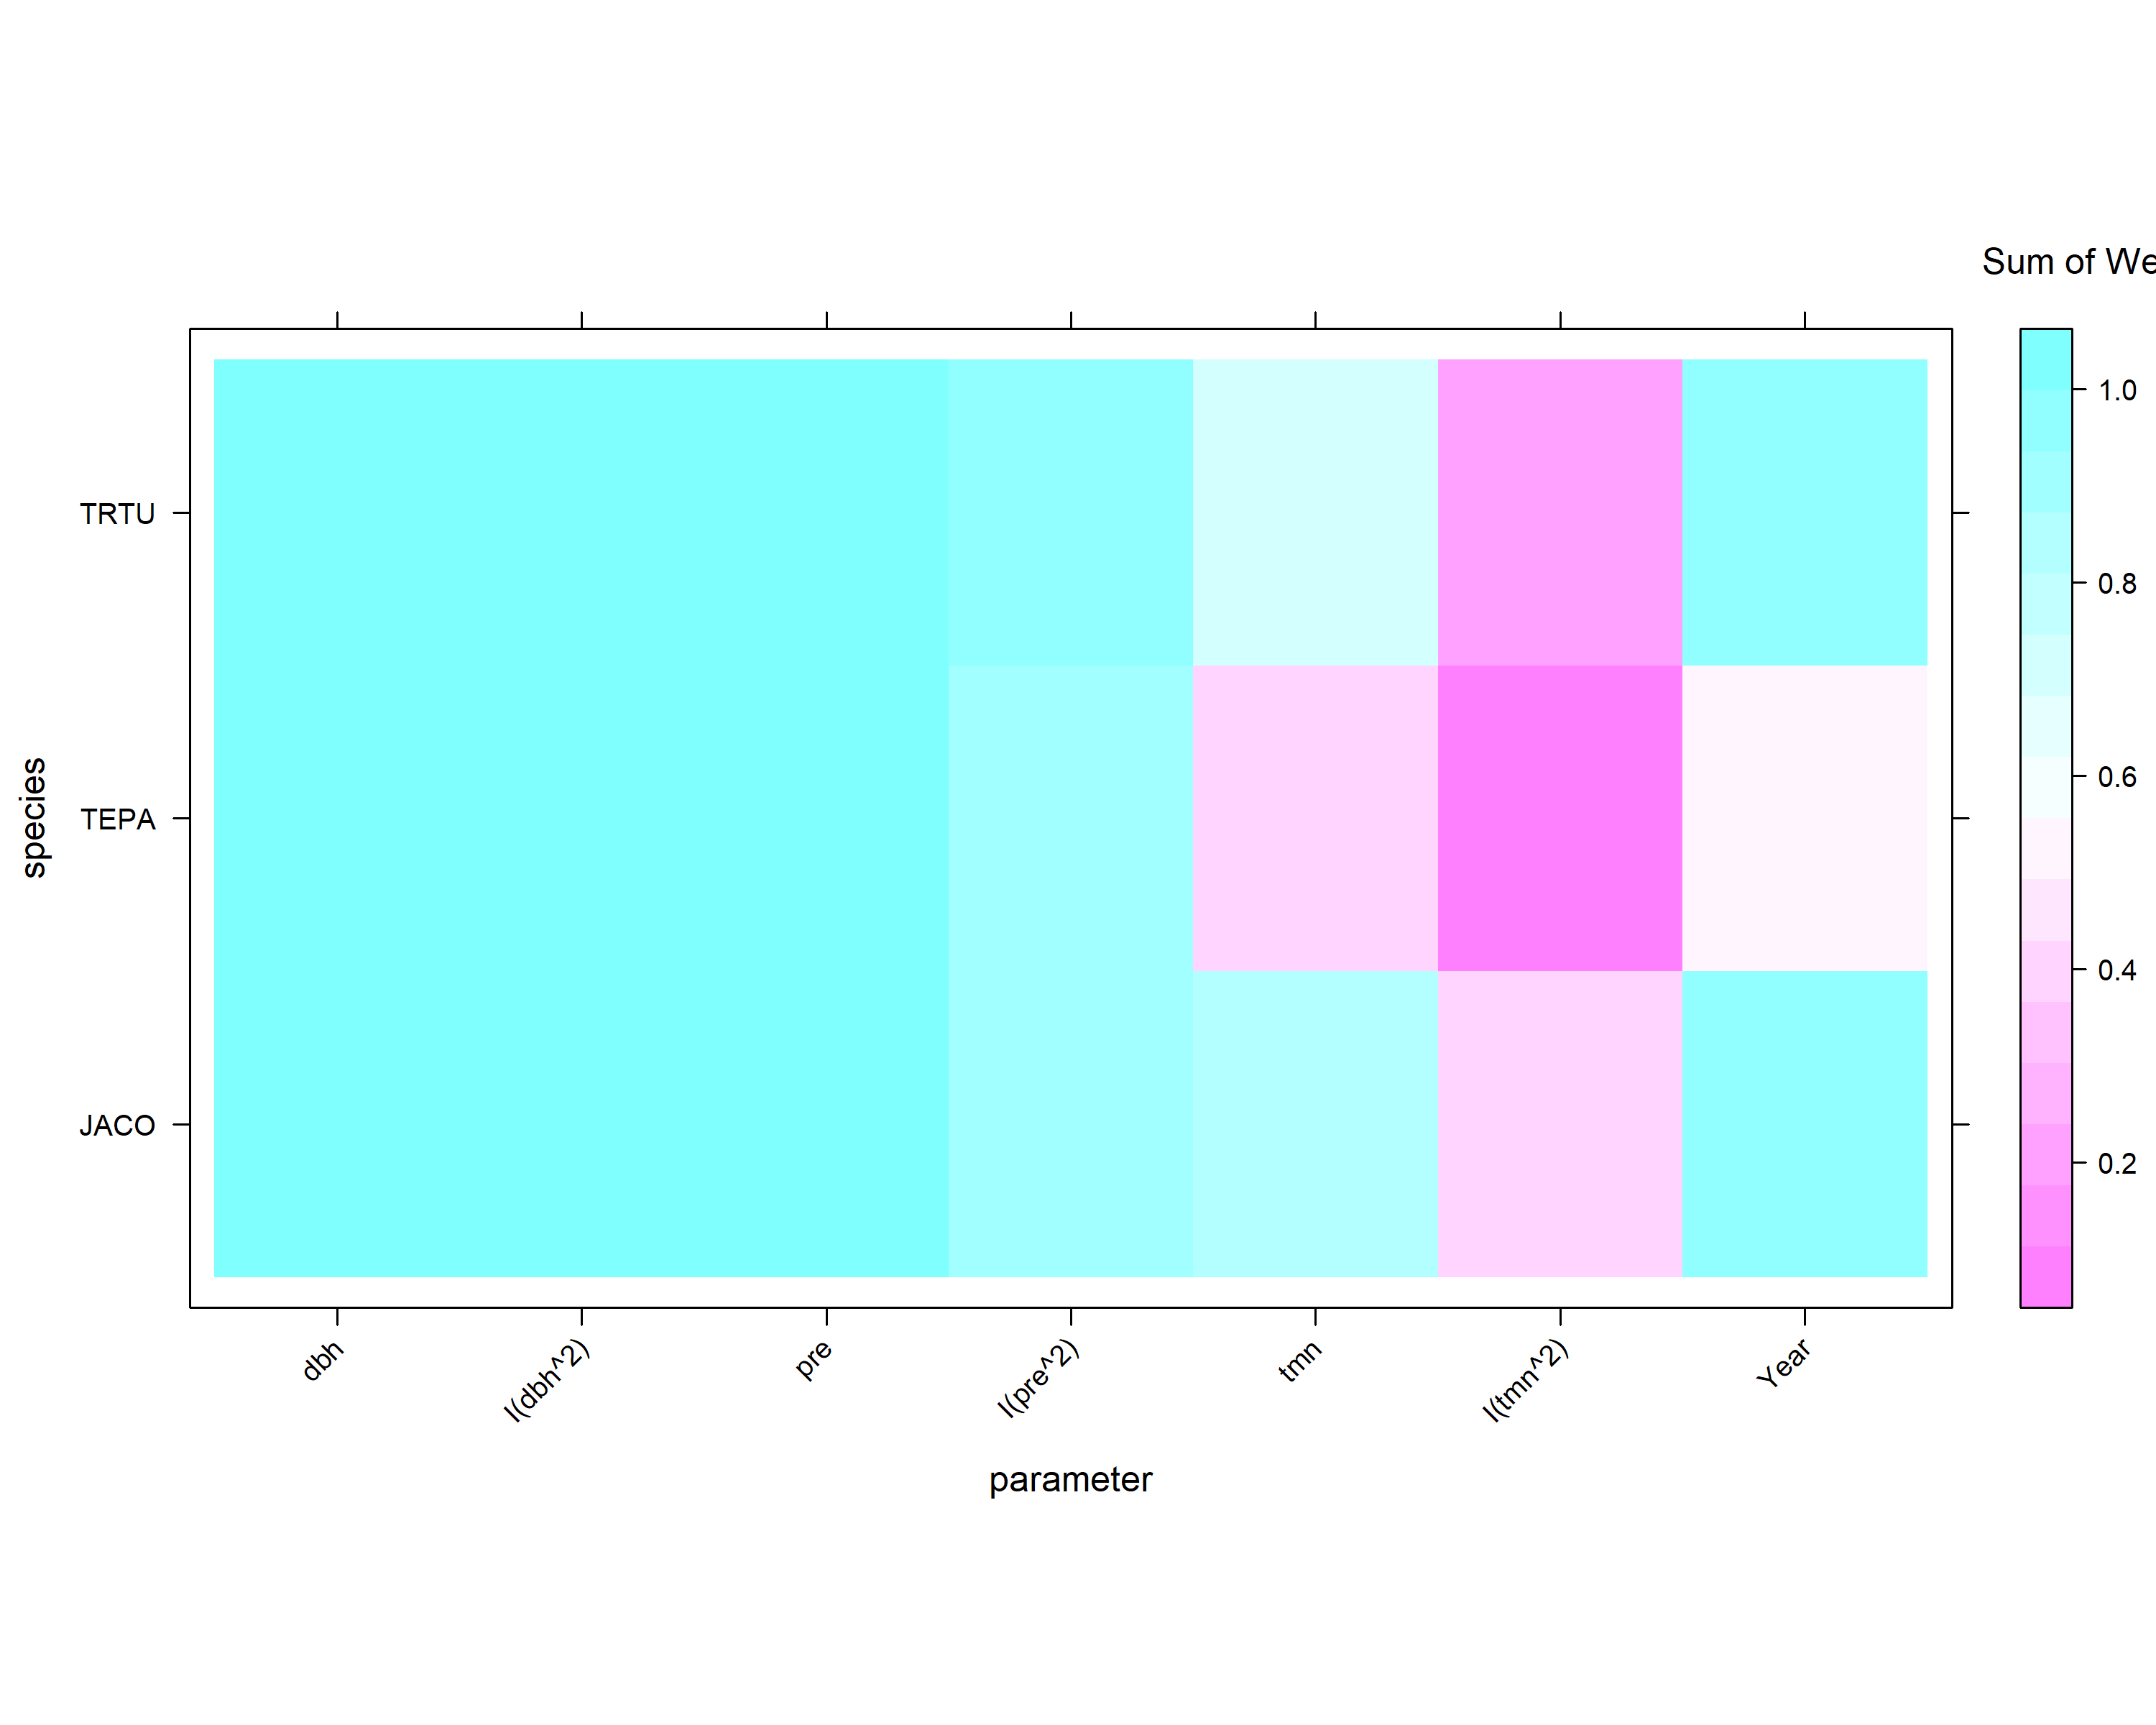 Sum of We
1.0
0.8
0.6
0.4
0.2
species
TRTU
TEPA
JACO
dbh
I(dbh^2)
pre
I(pre^2)
tmn
I(tmn^2)
Year
parameter